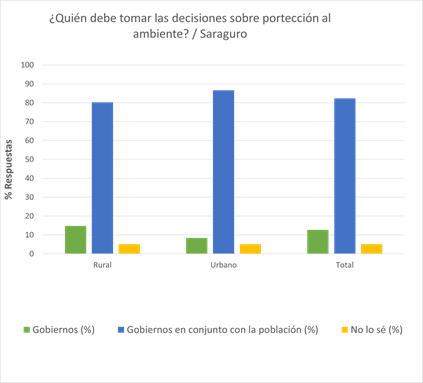 ¿Quién debe tomar las decisiones sobre portección al
ambiente? / Saraguro
% Respuestas
100
90
80
70
60
50
40
30
20
10
0
Rural
Urbano
Total
Gobiernos (%)
Gobiernos en conjunto con la población (%)
No lo sé (%)